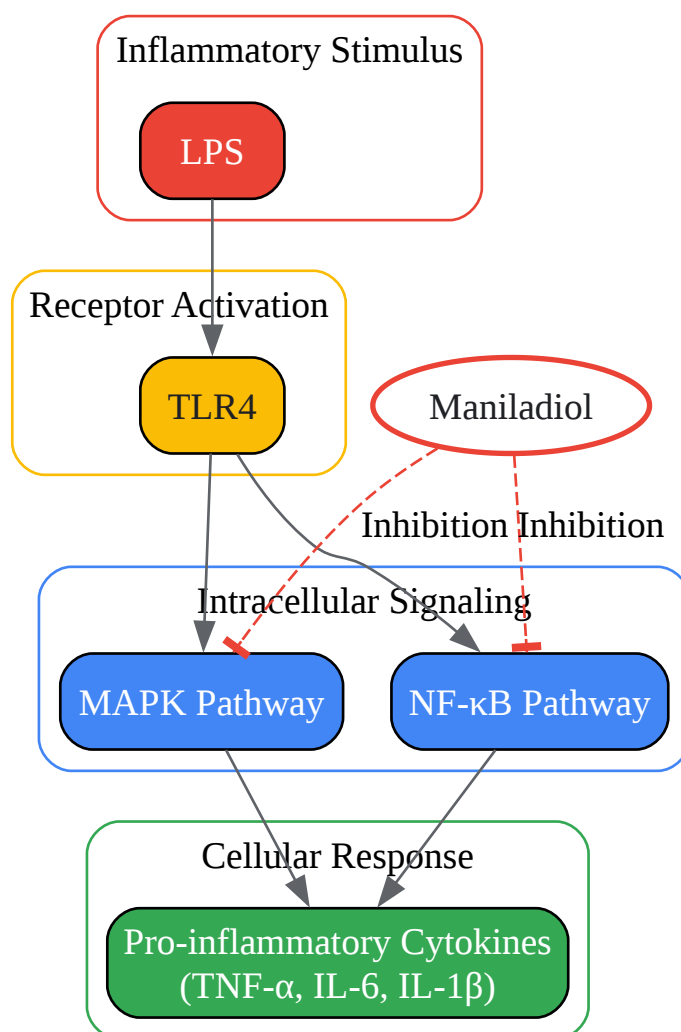 Inflammatory Stimulus
LPS
Receptor Activation
TLR4
Maniladiol
Inhibition Inhibition
Intracellular Signaling
MAPK Pathway
NF-κB Pathway
Cellular Response
Pro-inflammatory Cytokines
(TNF-α, IL-6, IL-1β)